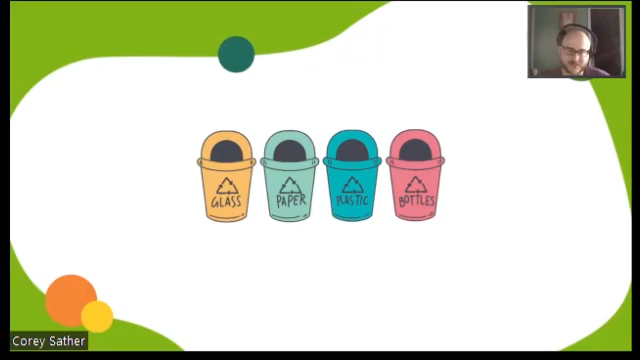 GLASS
PAPER
PLASTIC
BOTTLES
Corey Sather